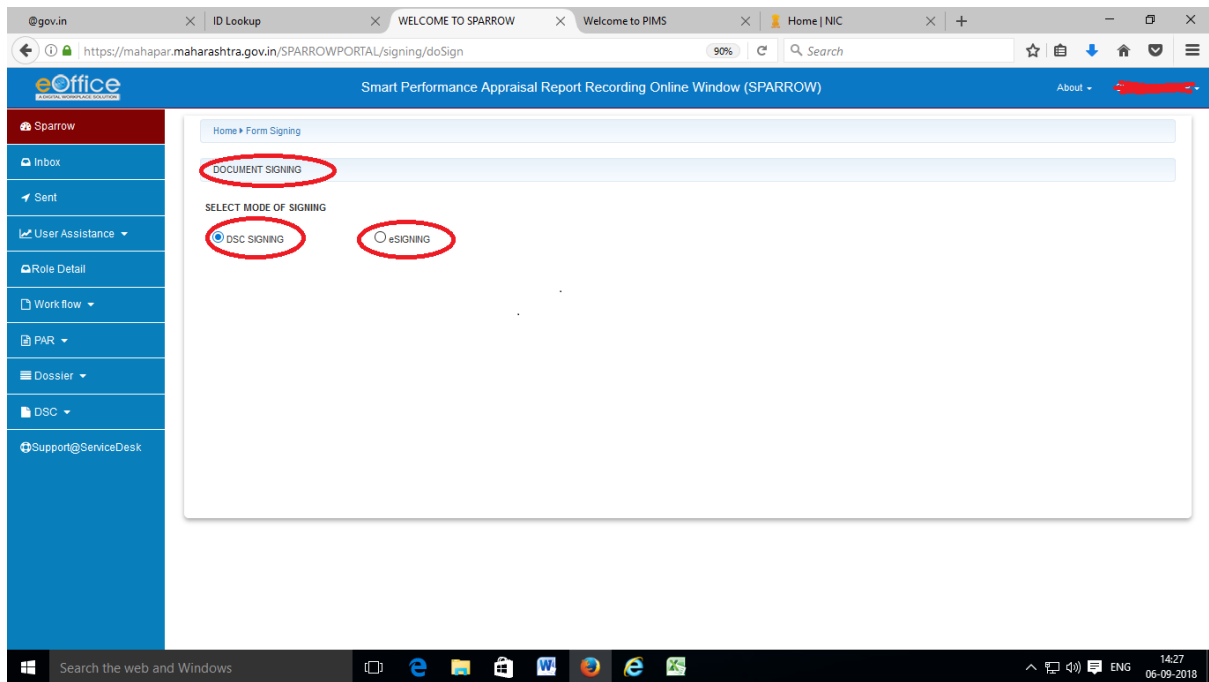 @gov.in
ID Lookup
WELCOME TO SPARROW
Welcome to PIMS
Home | NIC
https://mahapar.maharashtra.gov.in/SPARROWPORTAL/signing/doSign
90%
Search
eOffice
A DIGITAL WORKPLACE SOLUTION
Smart Performance Appraisal Report Recording Online Window (SPARROW)
About
Sparrow
Inbox
Sent
User Assistance
Role Detail
Work flow
PAR
Dossier
DSC
Support@ServiceDesk
Home Form Signing
DOCUMENT SIGNING
SELECT MODE OF SIGNING
DSC SIGNING
eSIGNING
Search the web and Windows
ENG
14:27
06-09-2018